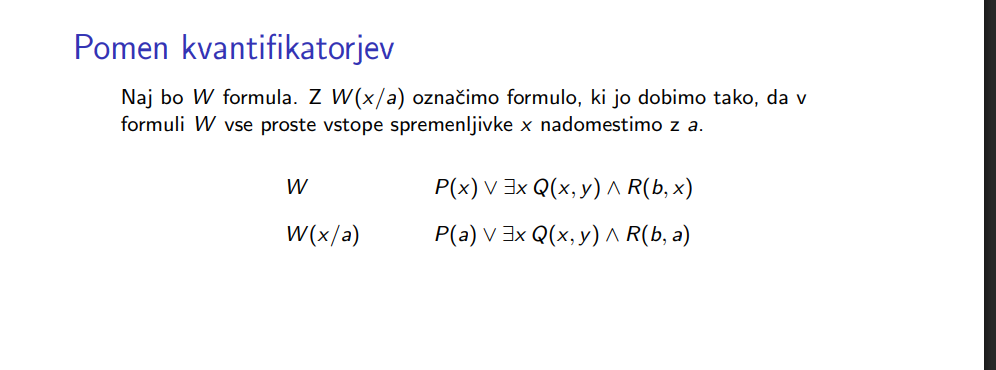 Pomen kvantifikatorjev
Naj bo W formula. Z W(x/a) označimo formulo, ki jo dobimo tako, da v
formuli W vse proste vstope spremenljivke x nadomestimo z a.
W P(x) ∨ ∃x Q(x, y) ∧ R(b, x)
W(x/a) P(a) ∨ ∃x Q(x, y) ∧ R(b, a)